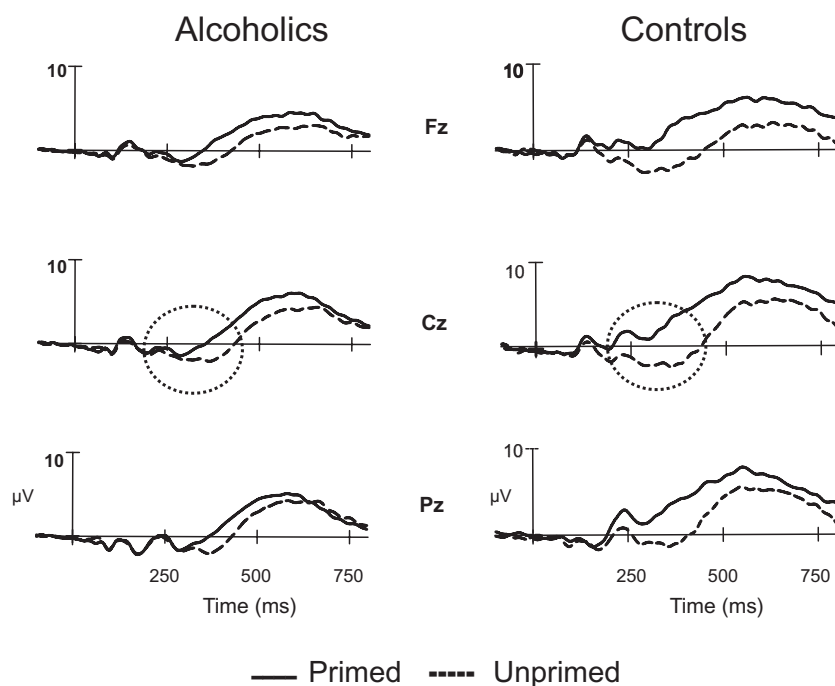 Alcoholics Controls
10 10
Fz
10 10
Cz
10 10
µV Pz µV
250 500 750 250 500 750
Time (ms) Time (ms)
Primed Unprimed